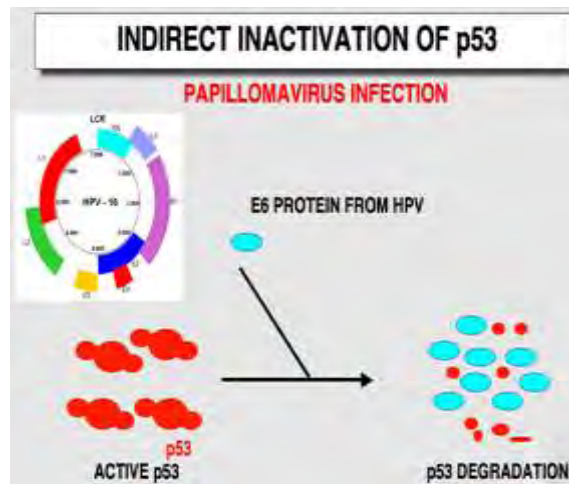 INDIRECT INACTIVATION OF p53
PAPILLOMAVIRUS INFECTION
LCR
HPV - 16
E6 PROTEIN FROM HPV
p53
ACTIVE p53
p53 DEGRADATION